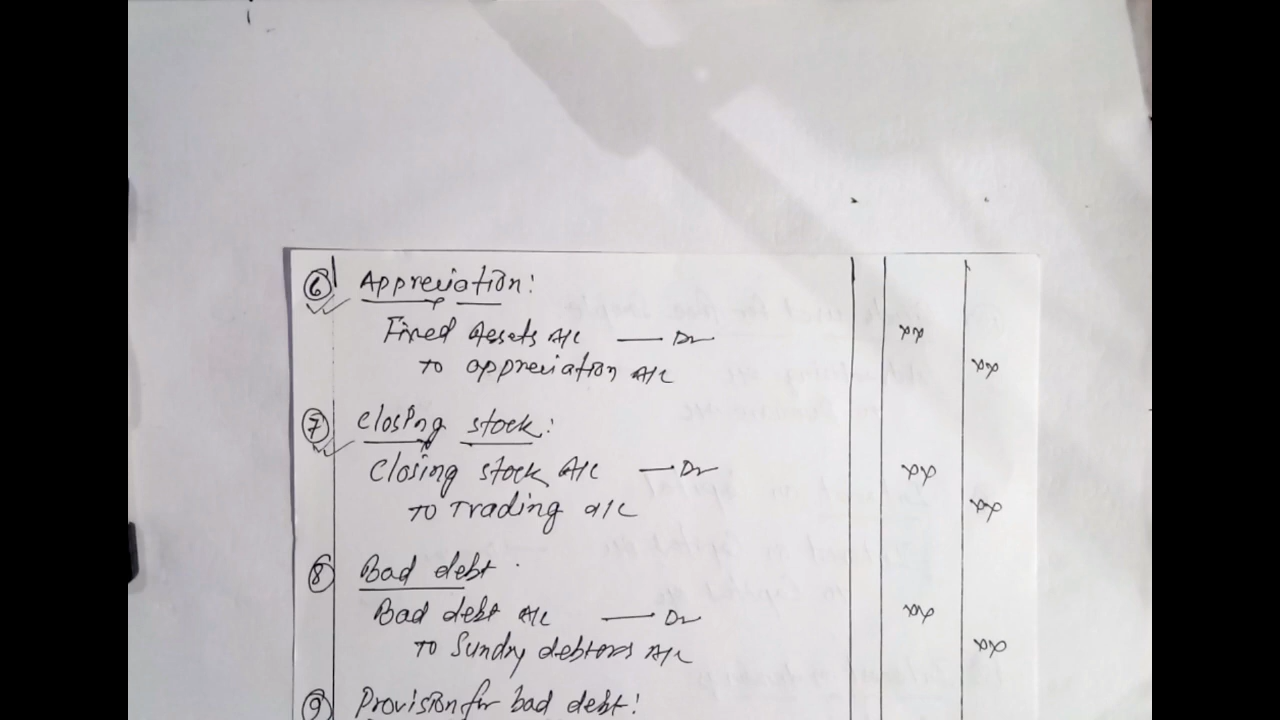 6 Appreciation:
Fixed Assets A/c — Dr xx
To appreciation A/c xx
7 Closing stock:
Closing stock A/c — Dr xx
To Trading a/c xx
8 Bad debt
Bad debt A/c — Dr xx
To Sundry debtors A/c xx
9 Provision for bad debt: